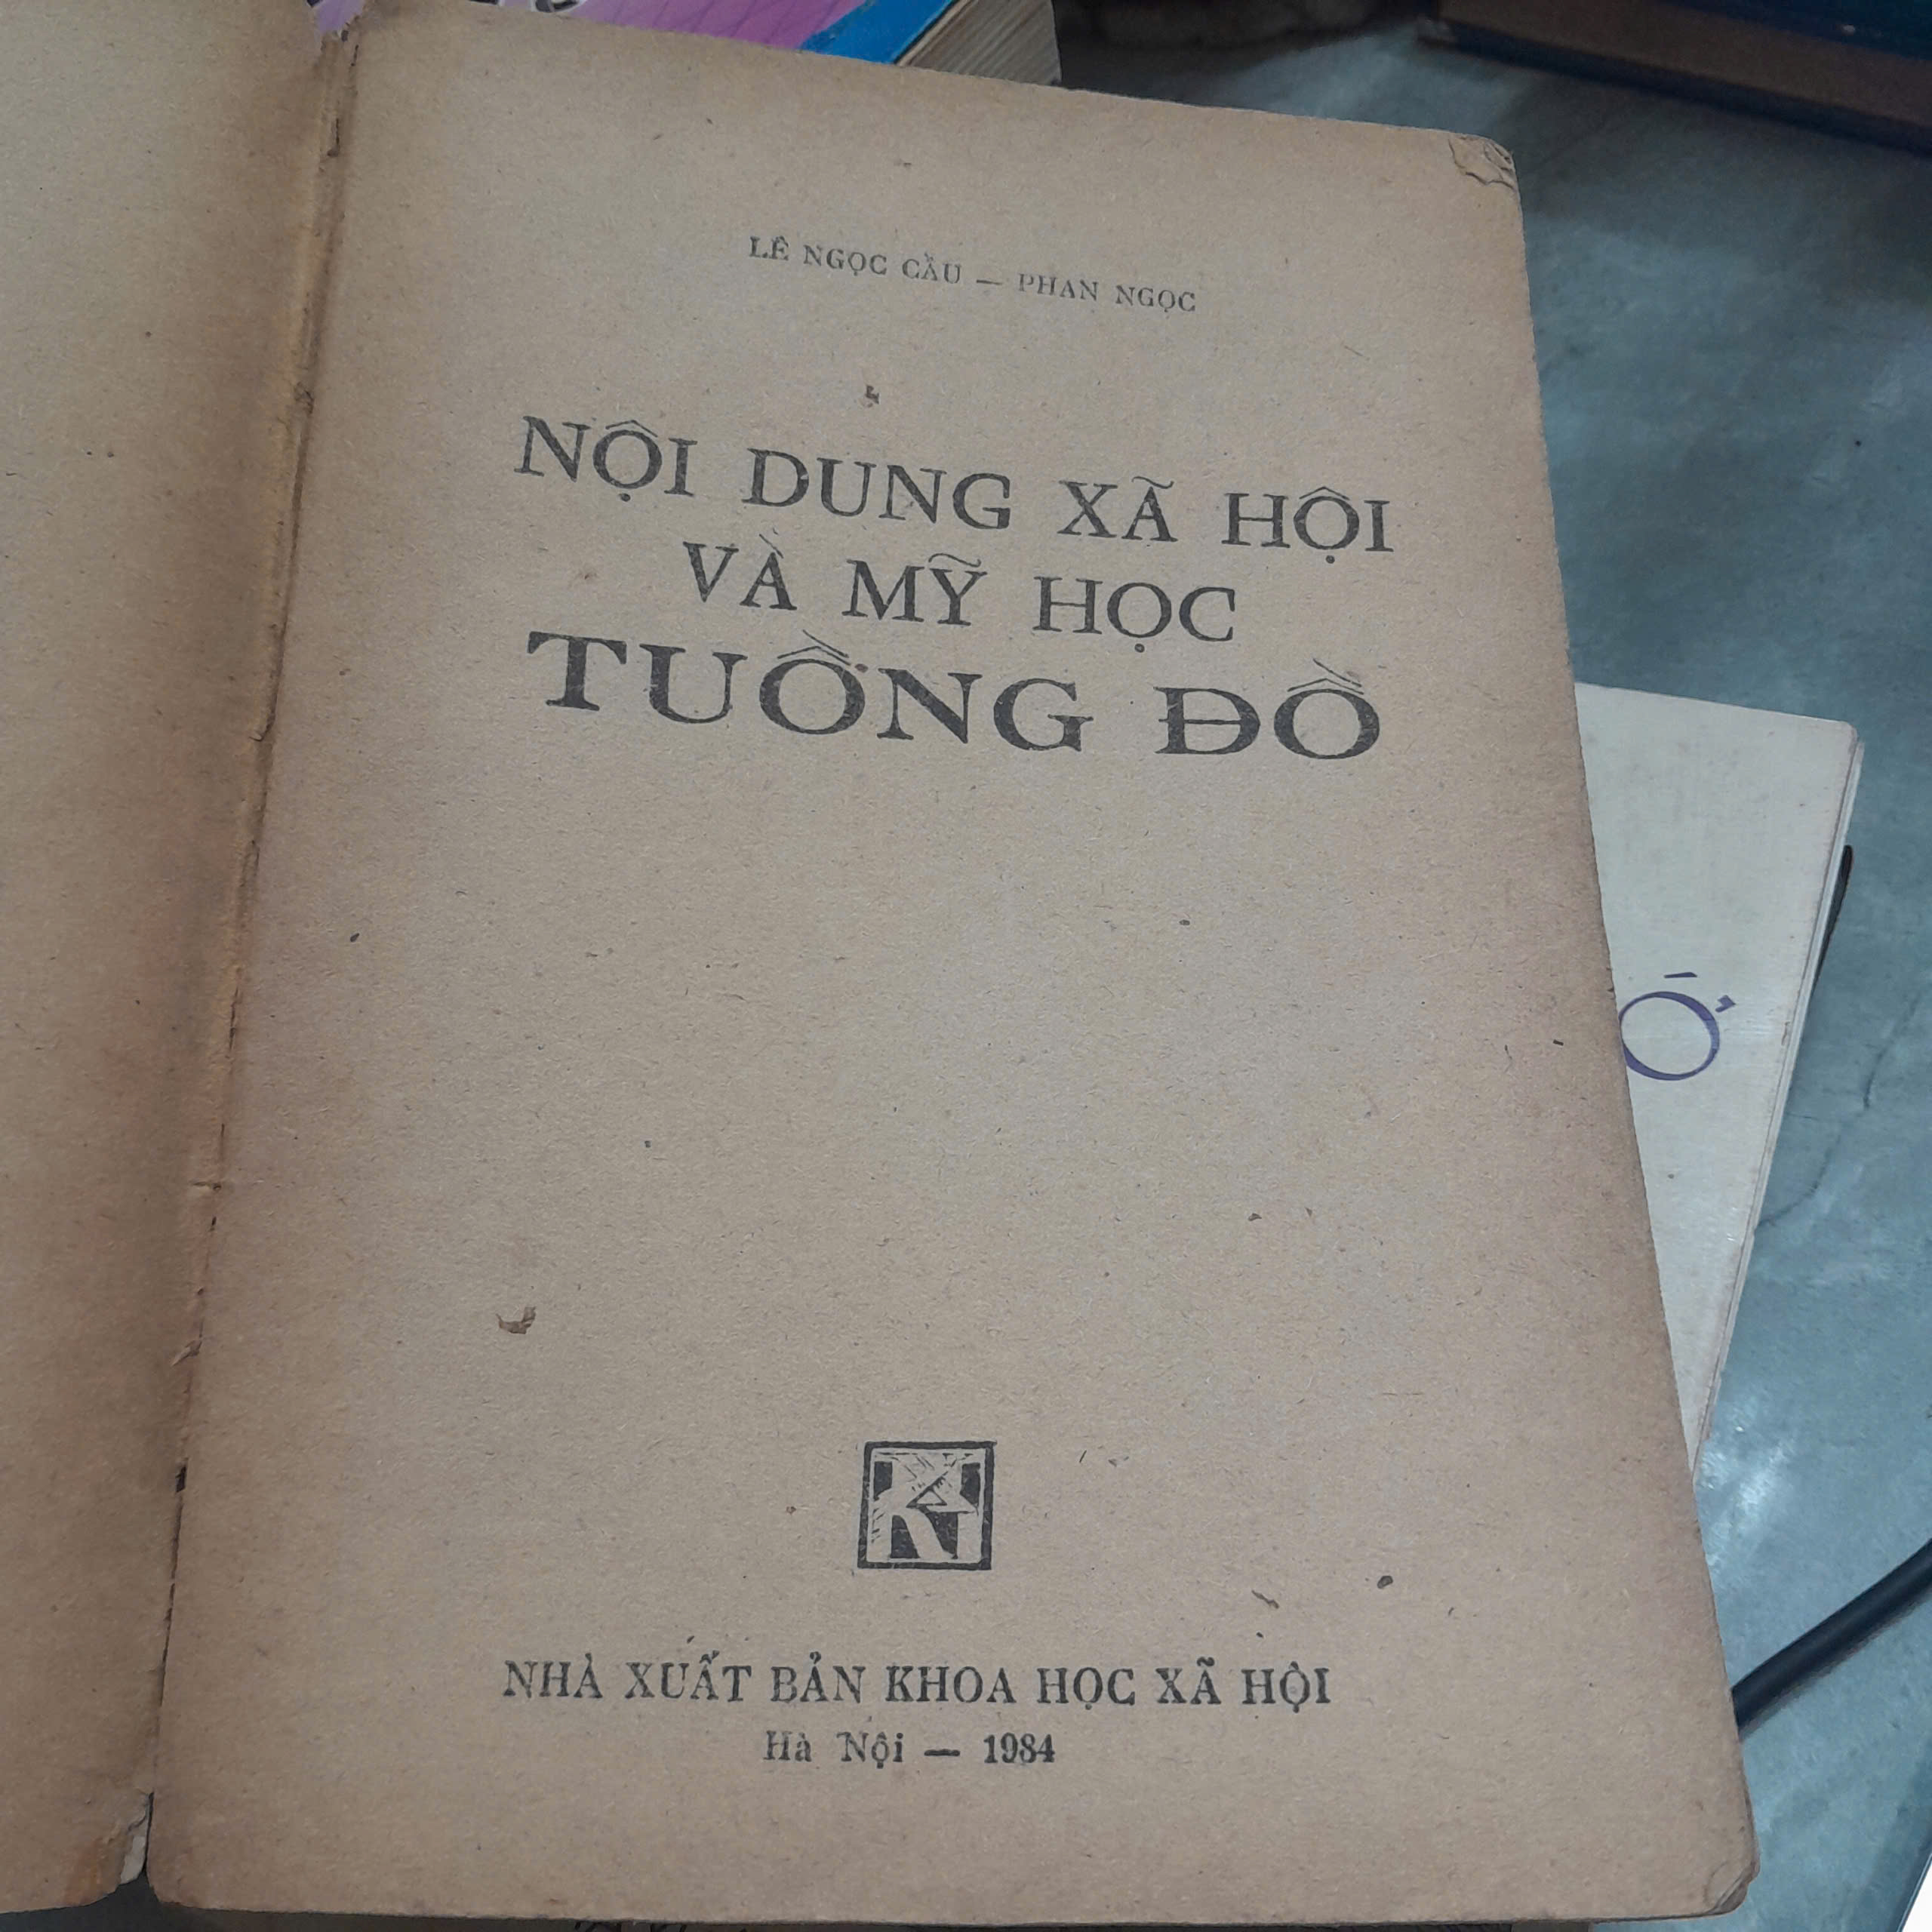 LÊ NGỌC CẦU — PHAN NGỌC
NỘI DUNG XÃ HỘI
VÀ MỸ HỌC
TUỒNG ĐỒ
KH
NHÀ XUẤT BẢN KHOA HỌC XÃ HỘI
Hà Nội — 1984